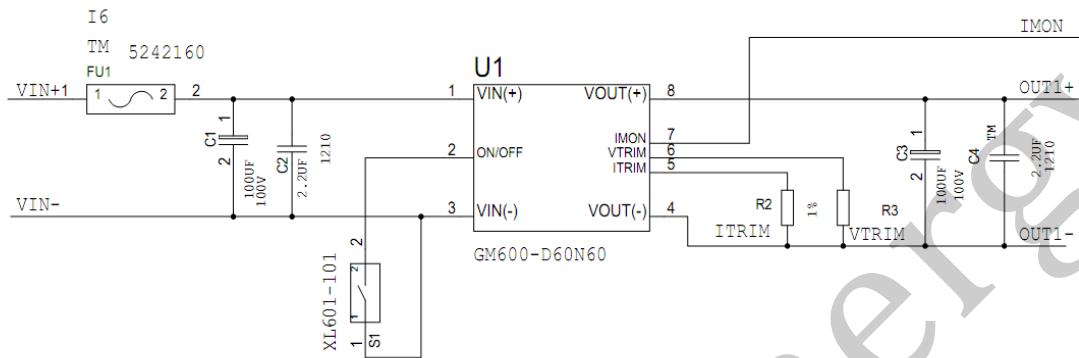 I6
TM 5242160
FU1
VIN+1 1 2 2
C1 1 2 100UF 100V
C2 2.2UF 1210
VIN-
U1
1 VIN(+) VOUT(+) 8
IMON 7
2 ON/OFF VTRIM 6
ITRIM 5
3 VIN(-) VOUT(-) 4
GM600-D60N60
IMON
OUT1+
R2 1% R3
ITRIM VTRIM
C3 1 2 100UF 100V
C4 TM 2.2UF 1210
OUT1-
2
XL601-101 2 1 S1
1
ergy